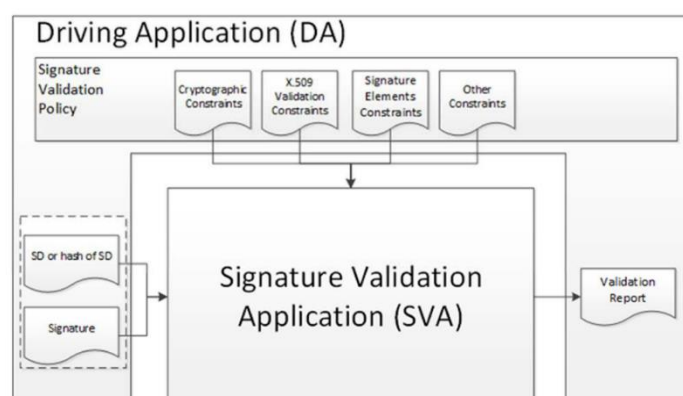 Driving Application (DA)
Signature
Validation
Policy
Cryptographic
Constraints
X.509
Validation
Constraints
Signature
Elements
Constraints
Other
Constraints
SD or hash of SD
Signature
Signature Validation
Application (SVA)
Validation
Report